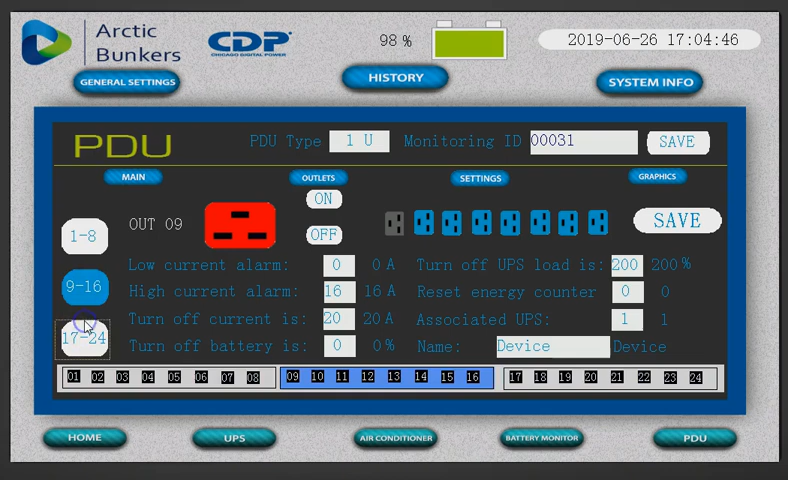 Arctic
Bunkers
CDP
CHICAGO DIGITAL POWER
98 %
2019-06-26 17:04:46
GENERAL SETTINGS
HISTORY
SYSTEM INFO
PDU
PDU Type 1 U Monitoring ID 00031 SAVE
MAIN OUTLETS SETTINGS GRAPHICS
ON
1-8 OUT 09 SAVE
OFF
Low current alarm: 0 0 A Turn off UPS load is: 200 200%
9-16
High current alarm: 16 16 A Reset energy counter 0 0
Turn off current is: 20 20 A Associated UPS: 1 1
17-24
Turn off battery is: 0 0% Name: Device Device
01 02 03 04 05 06 07 08 09 10 11 12 13 14 15 16 17 18 19 20 21 22 23 24
HOME UPS AIR CONDITIONER BATTERY MONITOR PDU